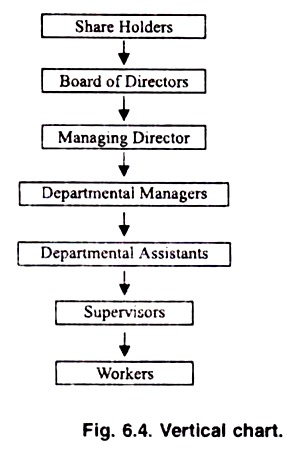 Share Holders
Board of Directors
Managing Director
Departmental Managers
Departmental Assistants
Supervisors
Workers
Fig. 6.4. Vertical chart.